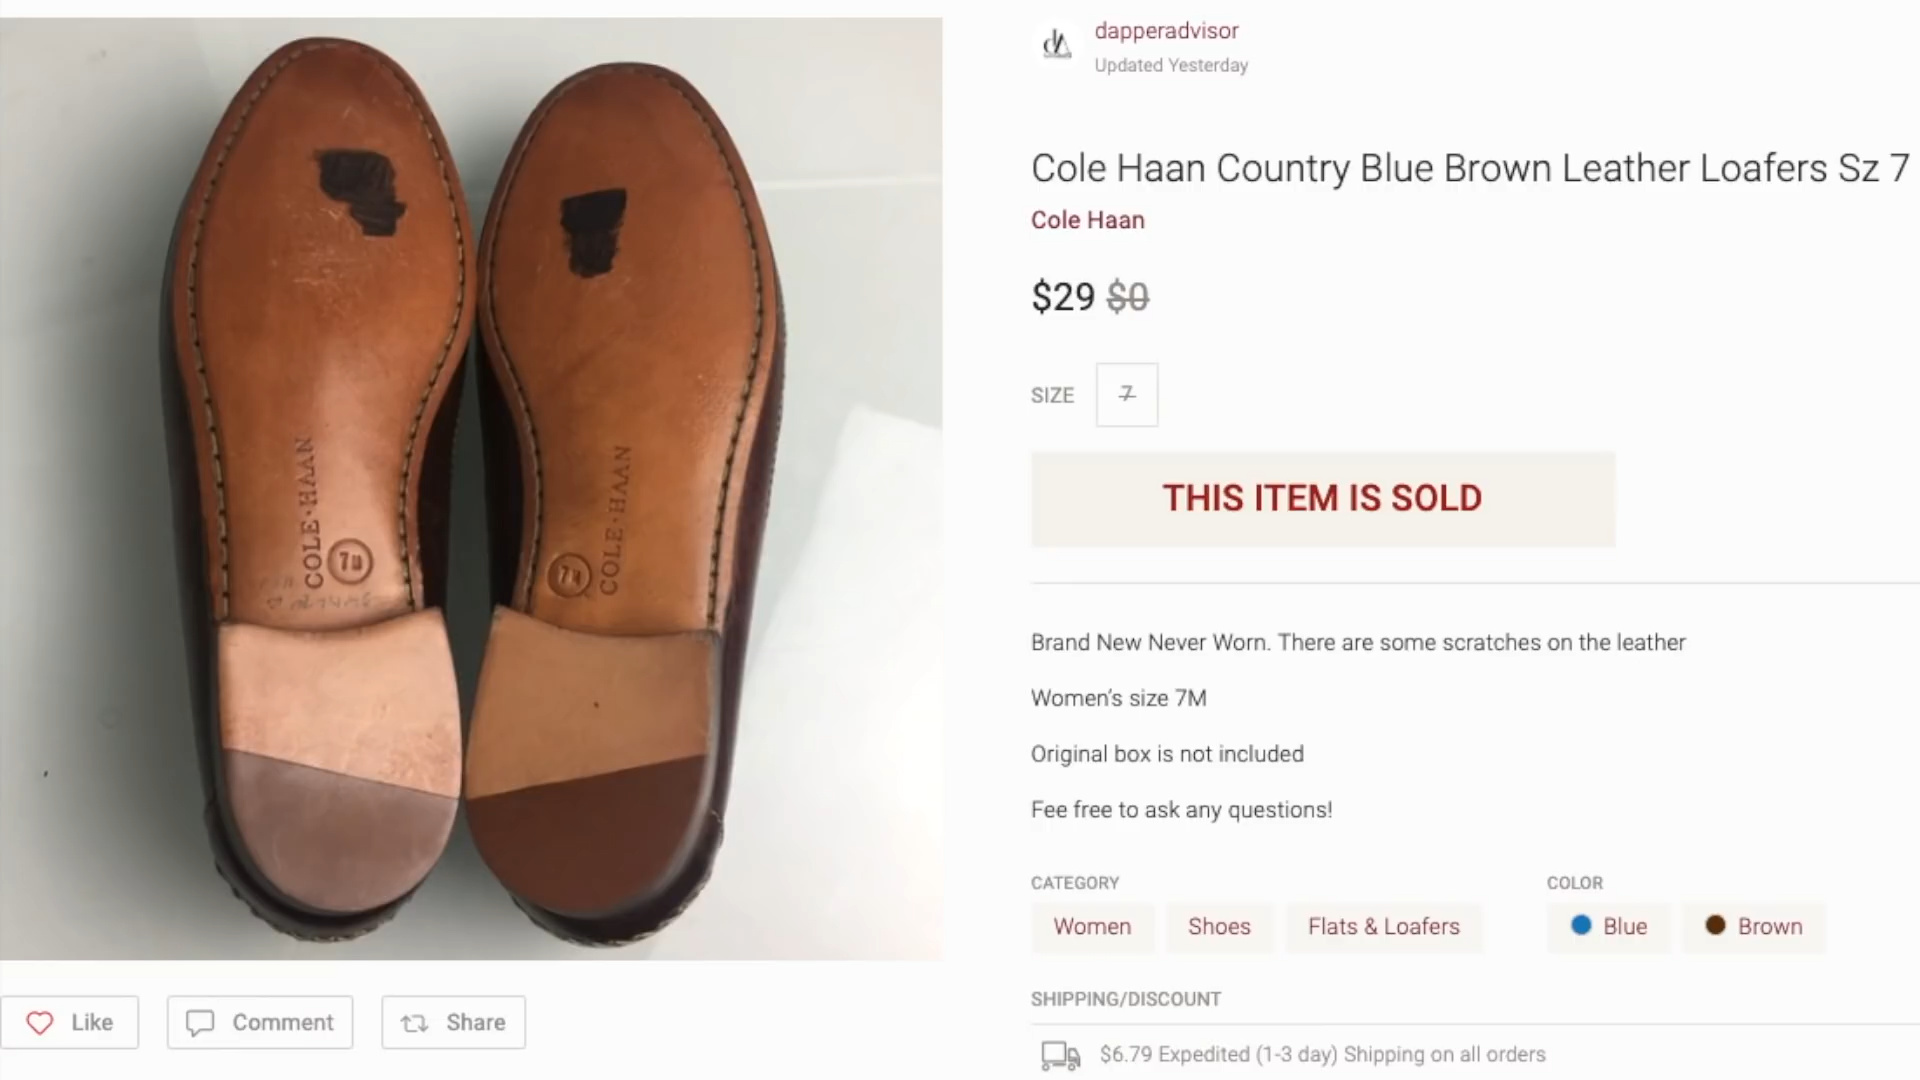 COLE·HAAN
7M
COLE·HAAN
7M
Like
Comment
Share
dA
dapperadvisor
Updated Yesterday
Cole Haan Country Blue Brown Leather Loafers Sz 7
Cole Haan
$29 $0
SIZE 7
THIS ITEM IS SOLD
Brand New Never Worn. There are some scratches on the leather
Women’s size 7M
Original box is not included
Fee free to ask any questions!
CATEGORY
Women Shoes Flats & Loafers
COLOR
Blue Brown
SHIPPING/DISCOUNT
$6.79 Expedited (1-3 day) Shipping on all orders